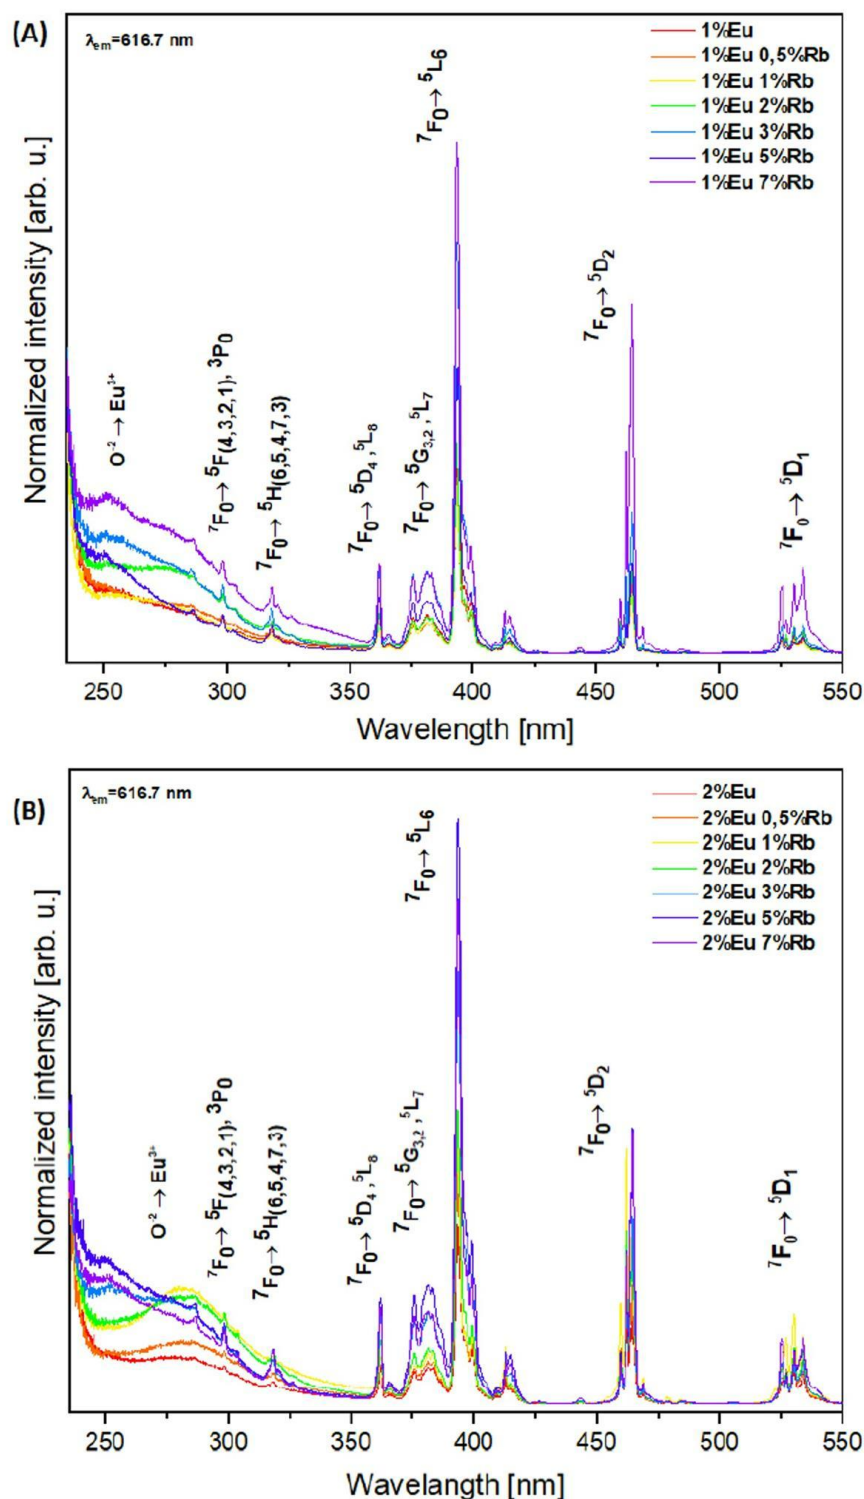 (A)
λem=616.7 nm
1%Eu
1%Eu 0,5%Rb
1%Eu 1%Rb
1%Eu 2%Rb
1%Eu 3%Rb
1%Eu 5%Rb
1%Eu 7%Rb
⁷F₀→ ⁵L₆
⁷F₀→ ⁵D₂
O⁻² → Eu³⁺
⁷F₀→ ⁵F(4,3,2,1), ³P₀
⁷F₀→ ⁵H(6,5,4,7,3)
⁷F₀→ ⁵D₄, ⁵L₈
⁷F₀→ ⁵G₃,₂, ⁵L₇
⁷F₀→ ⁵D₁
Normalized intensity [arb. u.]
250 300 350 400 450 500 550
Wavelength [nm]
(B)
λem=616.7 nm
2%Eu
2%Eu 0,5%Rb
2%Eu 1%Rb
2%Eu 2%Rb
2%Eu 3%Rb
2%Eu 5%Rb
2%Eu 7%Rb
⁷F₀→ ⁵L₆
⁷F₀→ ⁵D₂
O⁻² → Eu³⁺
⁷F₀→ ⁵F(4,3,2,1), ³P₀
⁷F₀→ ⁵H(6,5,4,7,3)
⁷F₀→ ⁵D₄, ⁵L₈
⁷F₀→ ⁵G₃,₂, ⁵L₇
⁷F₀→ ⁵D₁
Normalized intensity [arb. u.]
250 300 350 400 450 500 550
Wavelangth [nm]